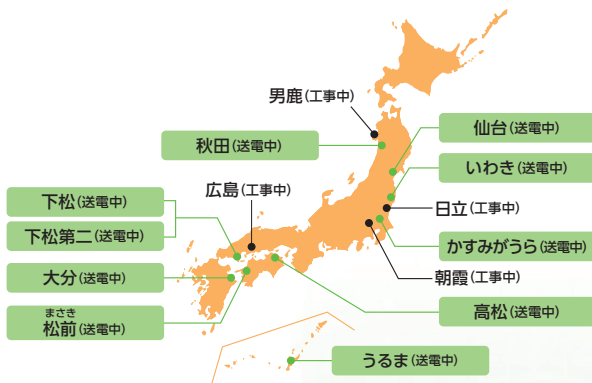 男鹿(工事中)
秋田(送電中)
仙台(送電中)
いわき(送電中)
下松(送電中)
広島(工事中)
日立(工事中)
下松第二(送電中)
かすみがうら(送電中)
大分(送電中)
朝霞(工事中)
まさき
松前(送電中)
高松(送電中)
うるま(送電中)